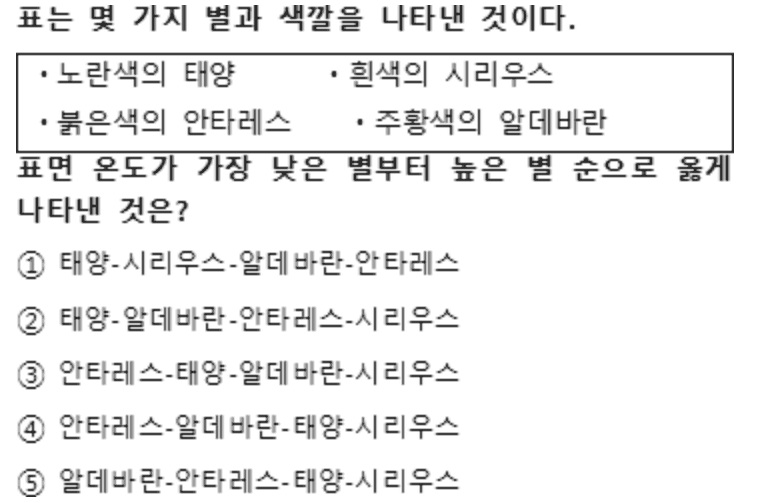 표는 몇 가지 별과 색깔을 나타낸 것이다.
・노란색의 태양 ・흰색의 시리우스
・붉은색의 안타레스 ・주황색의 알데바란
표면 온도가 가장 낮은 별부터 높은 별 순으로 옳게
나타낸 것은?
① 태양-시리우스-알데바란-안타레스
② 태양-알데바란-안타레스-시리우스
③ 안타레스-태양-알데바란-시리우스
④ 안타레스-알데바란-태양-시리우스
⑤ 알데바란-안타레스-태양-시리우스